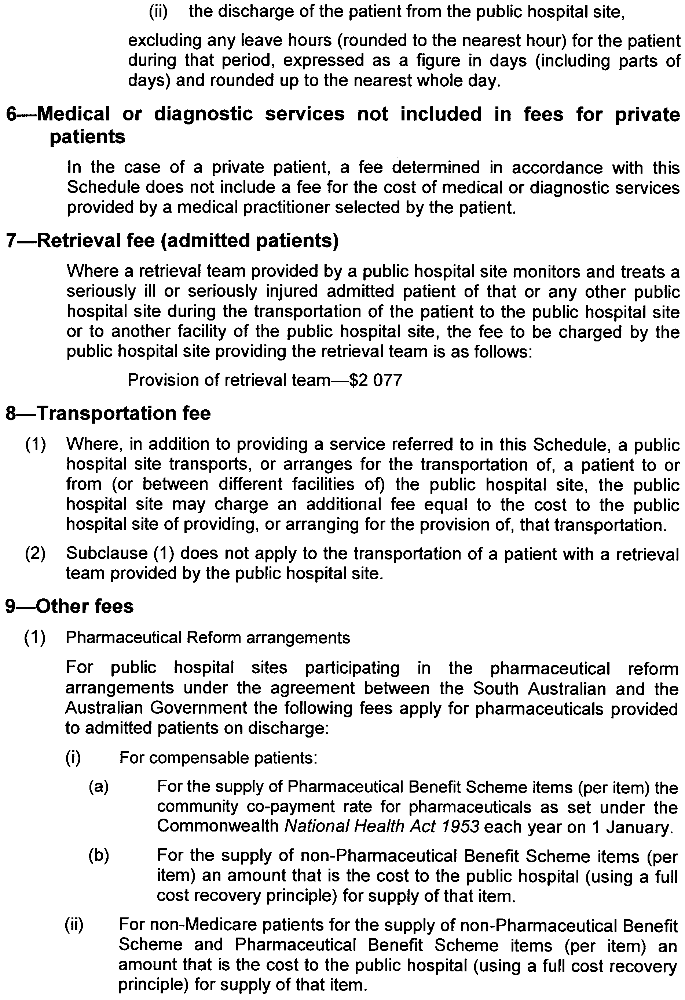 (ii) the discharge of the patient from the public hospital site,
excluding any leave hours (rounded to the nearest hour) for the patient
during that period, expressed as a figure in days (including parts of
days) and rounded up to the nearest whole day.
6—Medical or diagnostic services not included in fees for private
patients
In the case of a private patient, a fee determined in accordance with this
Schedule does not include a fee for the cost of medical or diagnostic services
provided by a medical practitioner selected by the patient.
7—Retrieval fee (admitted patients)
Where a retrieval team provided by a public hospital site monitors and treats a
seriously ill or seriously injured admitted patient of that or any other public
hospital site during the transportation of the patient to the public hospital site
or to another facility of the public hospital site, the fee to be charged by the
public hospital site providing the retrieval team is as follows:
Provision of retrieval team—$2 077
8—Transportation fee
(1) Where, in addition to providing a service referred to in this Schedule, a public
hospital site transports, or arranges for the transportation of, a patient to or
from (or between different facilities of) the public hospital site, the public
hospital site may charge an additional fee equal to the cost to the public
hospital site of providing, or arranging for the provision of, that transportation.
(2) Subclause (1) does not apply to the transportation of a patient with a retrieval
team provided by the public hospital site.
9—Other fees
(1) Pharmaceutical Reform arrangements
For public hospital sites participating in the pharmaceutical reform
arrangements under the agreement between the South Australian and the
Australian Government the following fees apply for pharmaceuticals provided
to admitted patients on discharge:
(i) For compensable patients:
(a) For the supply of Pharmaceutical Benefit Scheme items (per item) the
community co-payment rate for pharmaceuticals as set under the
Commonwealth National Health Act 1953 each year on 1 January.
(b) For the supply of non-Pharmaceutical Benefit Scheme items (per
item) an amount that is the cost to the public hospital (using a full
cost recovery principle) for supply of that item.
(ii) For non-Medicare patients for the supply of non-Pharmaceutical Benefit
Scheme and Pharmaceutical Benefit Scheme items (per item) an
amount that is the cost to the public hospital (using a full cost recovery
principle) for supply of that item.